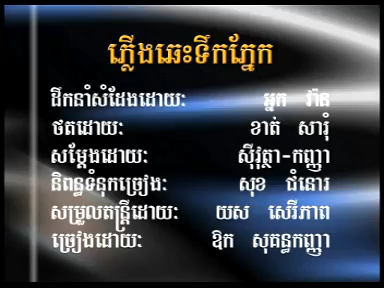 ភ្លើងឆេះទឹកភ្នែក
ដឹកនាំសំដែងដោយ: អ្នក វ៉ាន
ថតដោយ: ខាត់ សារុំ
សម្តែងដោយ: ស៊ីវុត្ថា-កញ្ញា
និពន្ធទំនុកច្រៀង: សុខ ជំនោរ
សម្រួលតន្ត្រីដោយ: យស សេរីភាព
ច្រៀងដោយ: ឱក សុគន្ធកញ្ញា